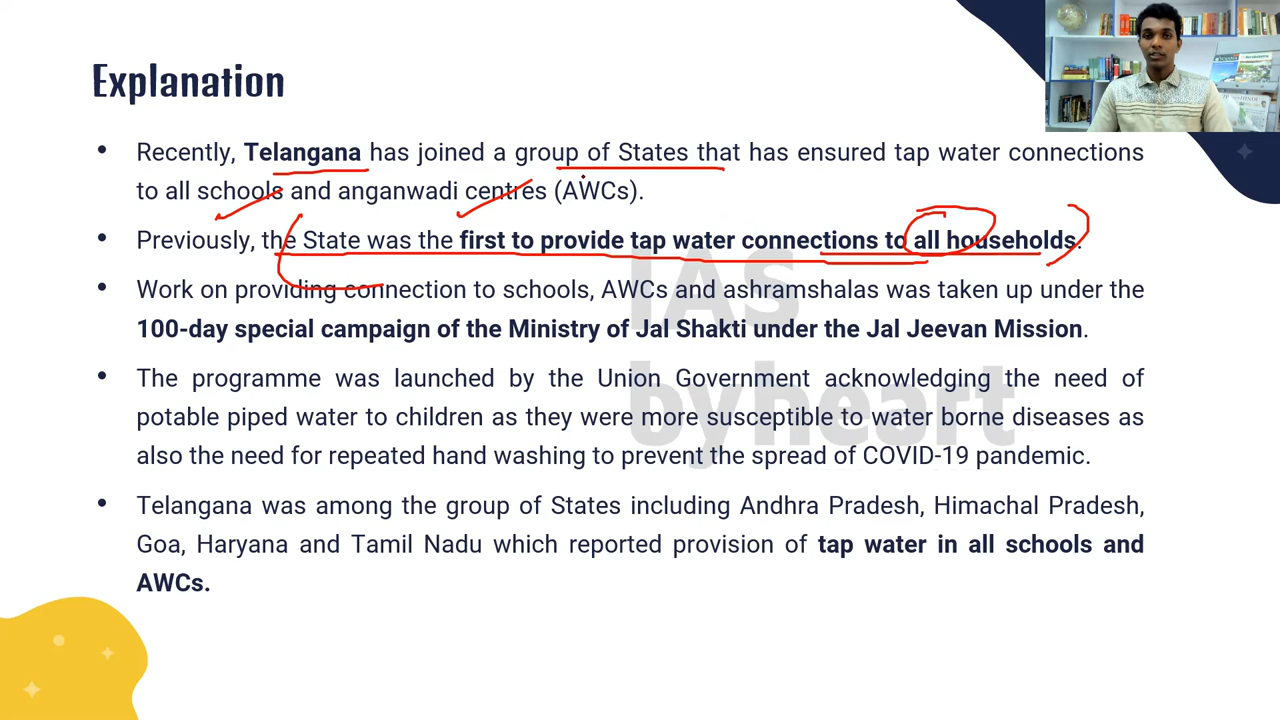 Explanation
• Recently, Telangana has joined a group of States that has ensured tap water connections
to all schools and anganwadi centres (AWCs).
• Previously, the State was the first to provide tap water connections to all households.
• Work on providing connection to schools, AWCs and ashramshalas was taken up under the
100-day special campaign of the Ministry of Jal Shakti under the Jal Jeevan Mission.
• The programme was launched by the Union Government acknowledging the need of
potable piped water to children as they were more susceptible to water borne diseases as
also the need for repeated hand washing to prevent the spread of COVID-19 pandemic.
• Telangana was among the group of States including Andhra Pradesh, Himachal Pradesh,
Goa, Haryana and Tamil Nadu which reported provision of tap water in all schools and
AWCs.
IAS
byheart